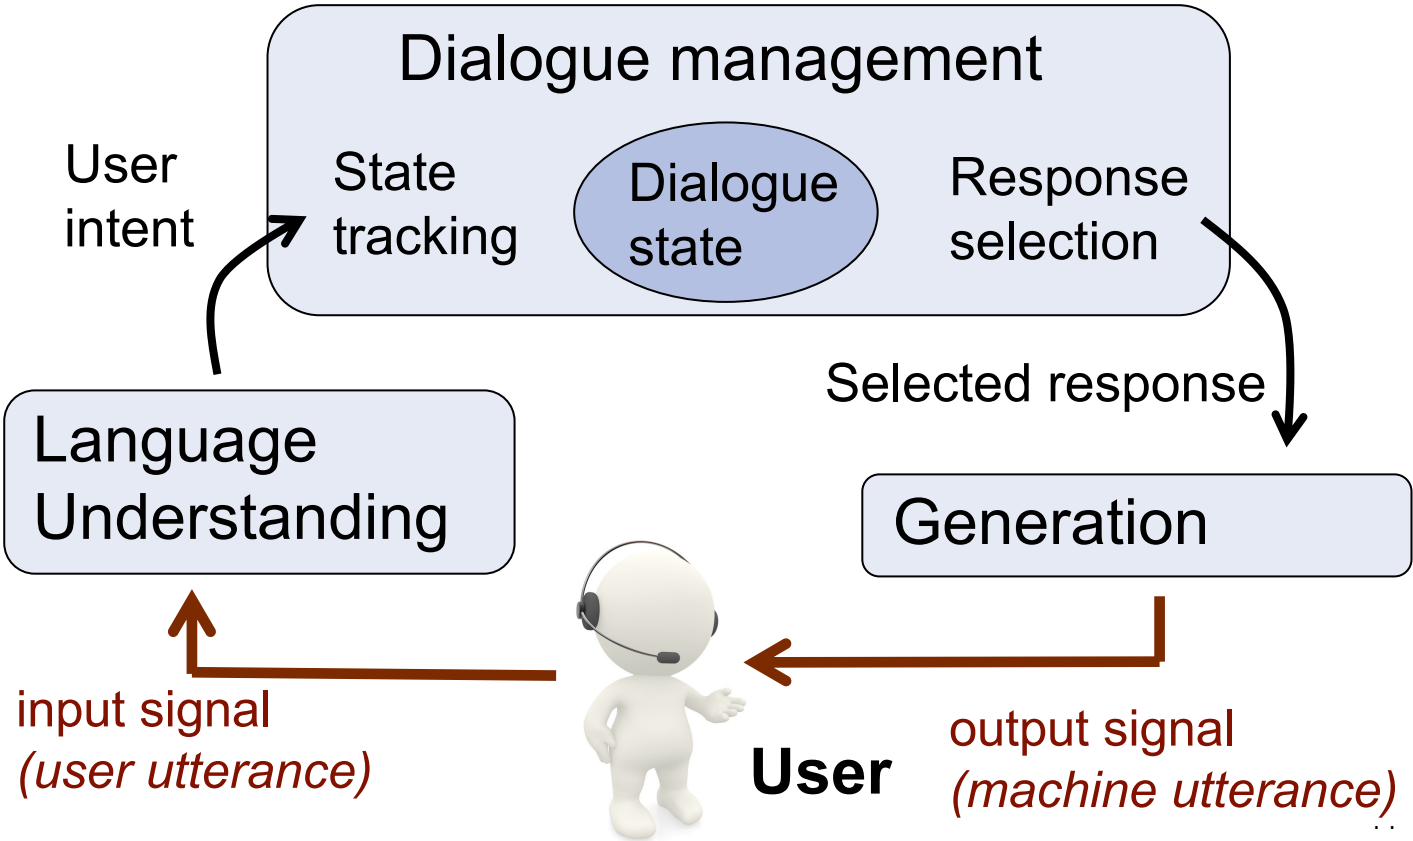 Dialogue management
User
intent
State
tracking
Dialogue
state
Response
selection
Selected response
Language
Understanding
Generation
input signal
(user utterance)
User
output signal
(machine utterance)